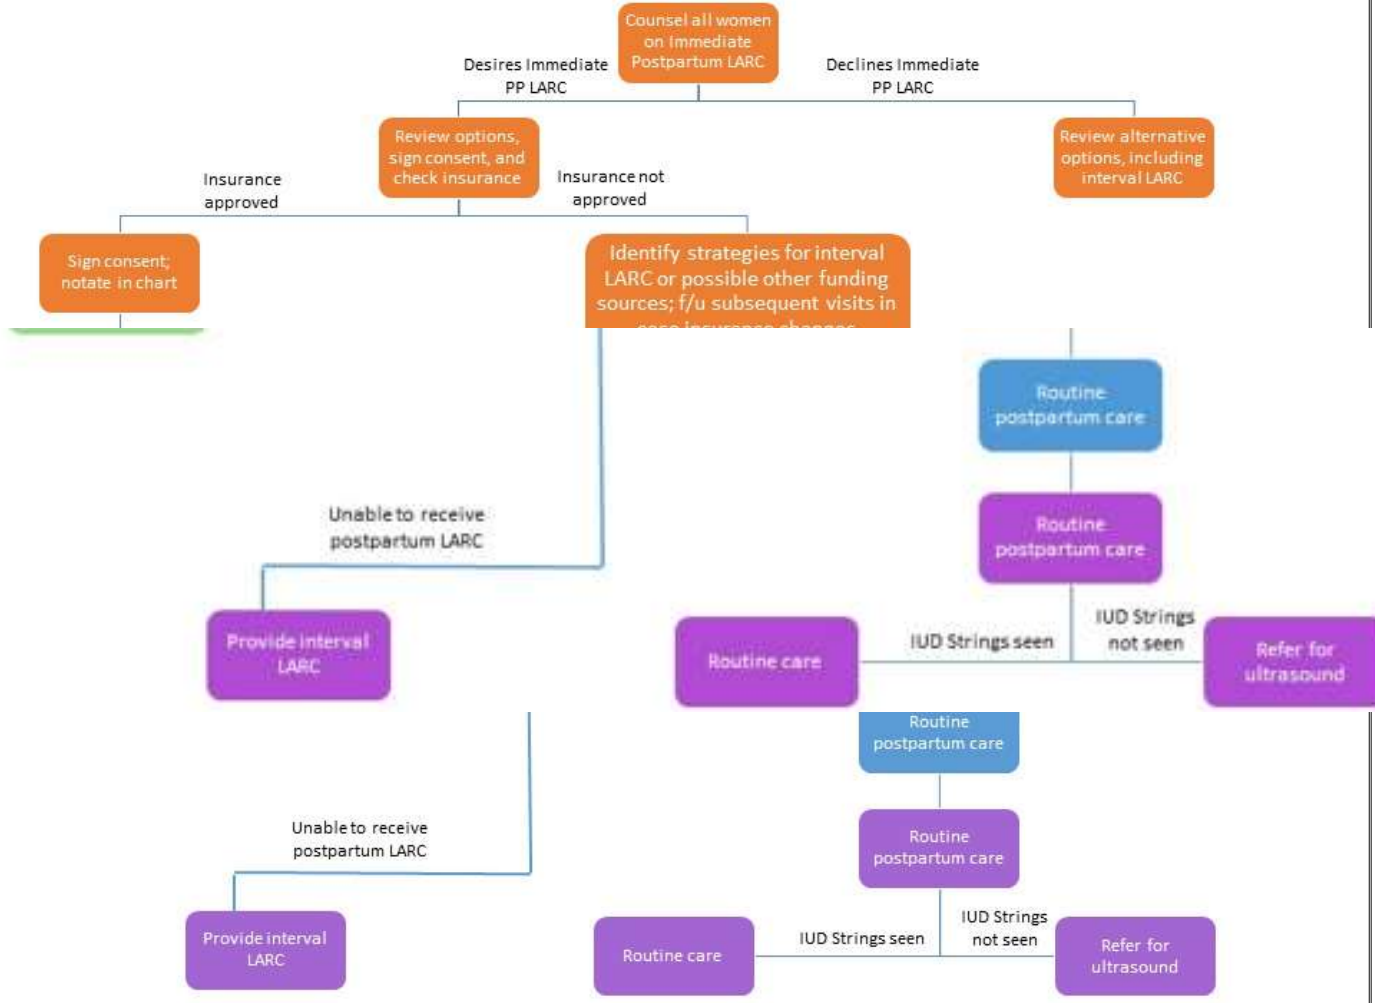 Counsel all women
on Immediate
Postpartum LARC
Desires Immediate
PP LARC
Declines Immediate
PP LARC
Review options,
sign consent, and
check insurance
Review alternative
options, including
interval LARC
Insurance
approved
Insurance not
approved
Sign consent;
notate in chart
Identify strategies for interval
LARC or possible other funding
sources; f/u subsequent visits in
case insurance changes
Routine
postpartum care
Unable to receive
postpartum LARC
Routine
postpartum care
Provide interval
LARC
Routine care
IUD Strings seen
IUD Strings
not seen
Refer for
ultrasound
Routine
postpartum care
Unable to receive
postpartum LARC
Routine
postpartum care
Provide interval
LARC
Routine care
IUD Strings seen
IUD Strings
not seen
Refer for
ultrasound